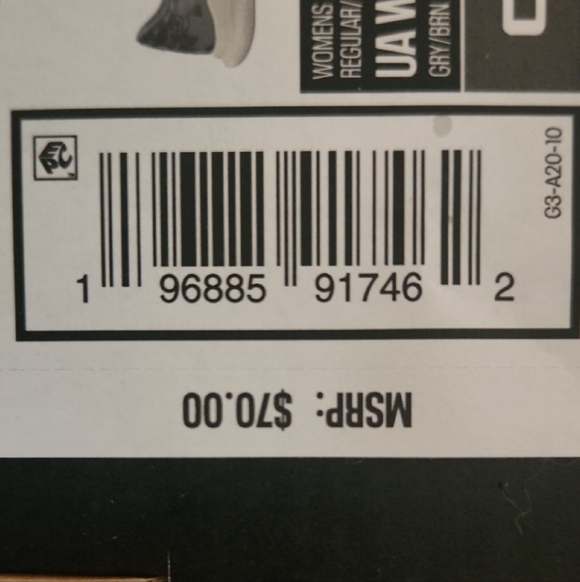 WOMENS
REGULAR/
UA W
GRY/BRN
G3-A20-10
1 96885 91746 2
MSRP: $70.00